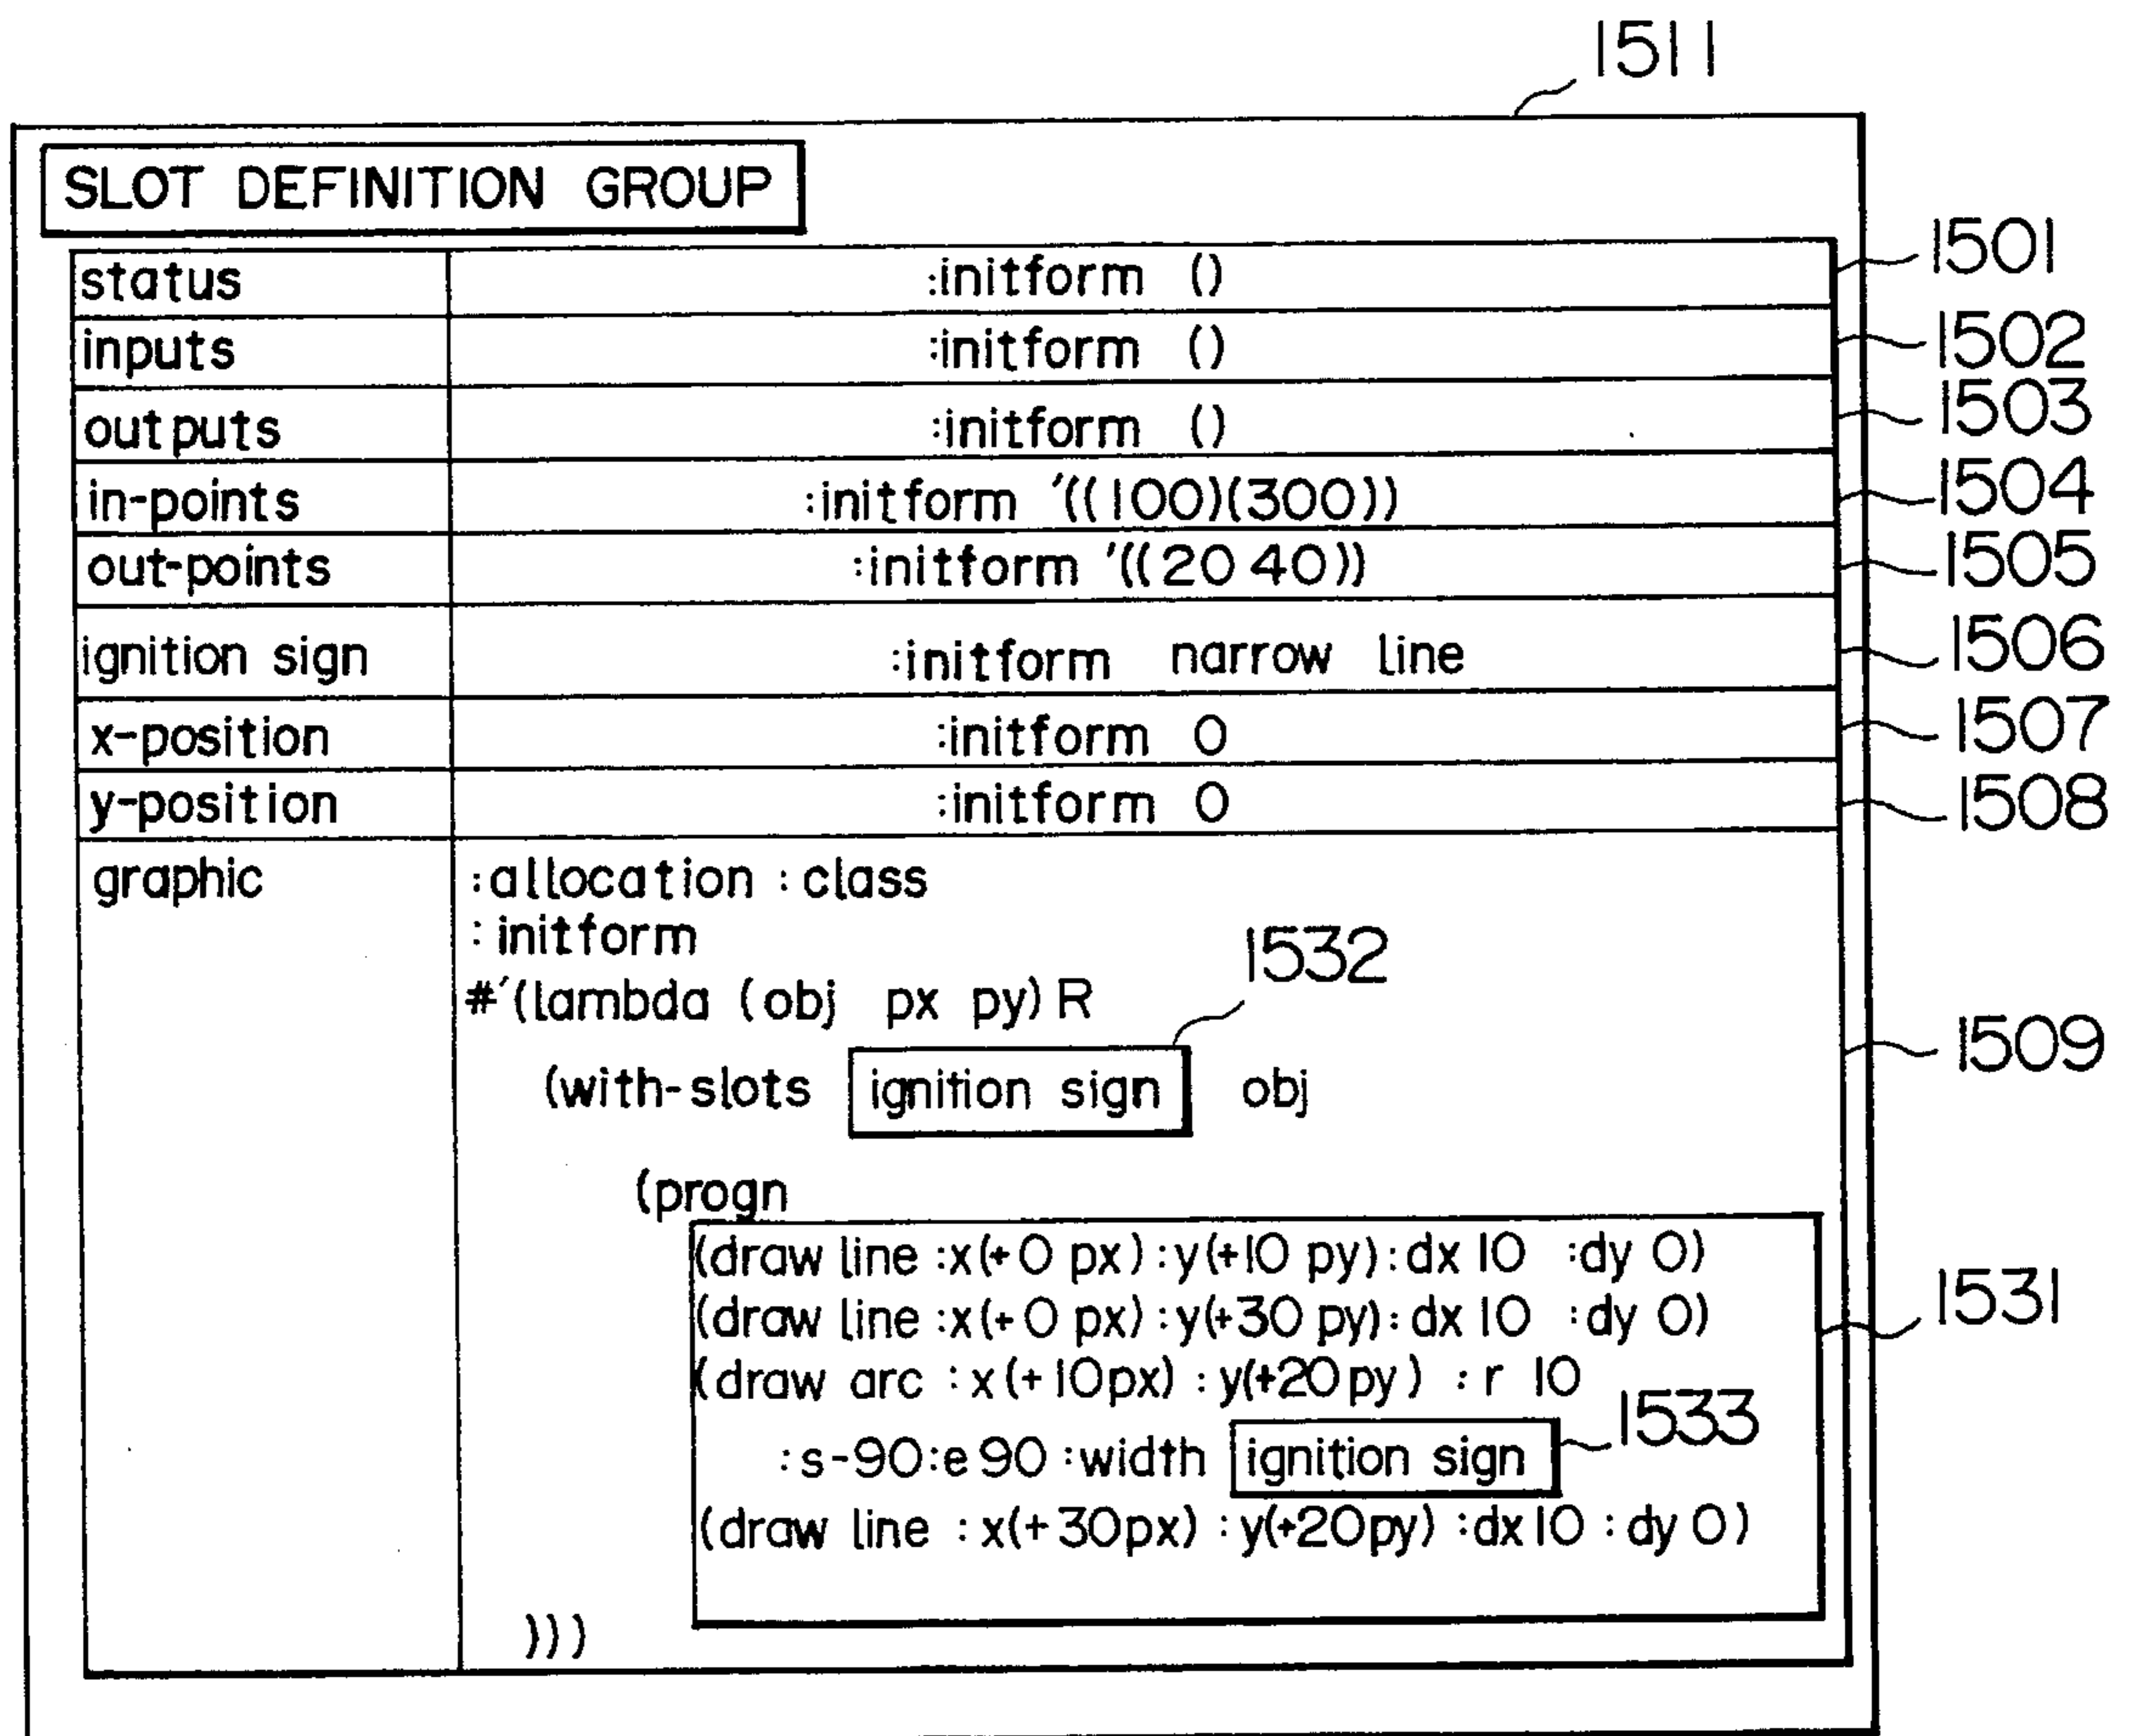 1511
SLOT DEFINITION GROUP
status :initform () 1501
inputs :initform () 1502
outputs :initform () 1503
in-points :initform '((100)(300)) 1504
out-points :initform '((20 40)) 1505
ignition sign :initform narrow line 1506
x-position :initform 0 1507
y-position :initform 0 1508
graphic :allocation :class
:initform
1532
#'(lambda (obj px py) R
1509
(with-slots ignition sign obj
(progn
(draw line :x(+0 px) :y(+10 py):dx 10 :dy 0)
(draw line :x(+0 px) :y(+30 py):dx 10 :dy 0)
1531
(draw arc :x(+10px) :y(+20py) :r 10
1533
:s-90:e 90 :width ignition sign
(draw line :x(+30px) :y(+20py) :dx 10 :dy 0)
)))